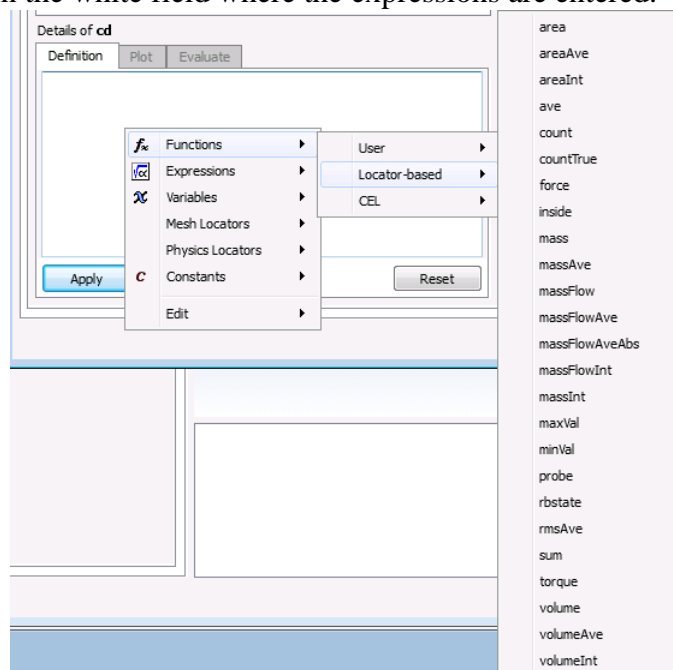 n the white field where the expressions are entered.
Details of cd
Definition Plot Evaluate
Functions
Expressions
Variables
Mesh Locators
Physics Locators
Constants
Edit
User
Locator-based
CEL
Apply
Reset
area
areaAve
areaInt
ave
count
countTrue
force
inside
mass
massAve
massFlow
massFlowAve
massFlowAveAbs
massFlowInt
massInt
maxVal
minVal
probe
rbstate
rmsAve
sum
torque
volume
volumeAve
volumeInt